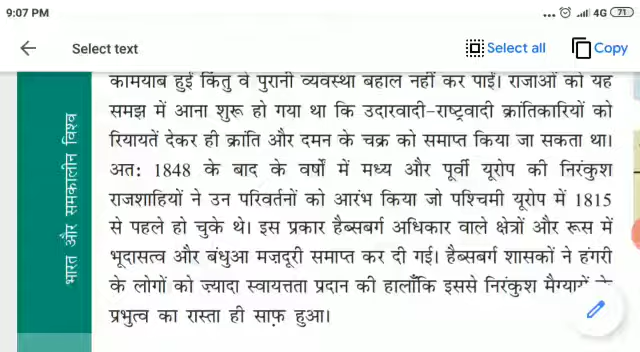 9:07 PM
... 4G 71
Select text
Select all
Copy
कामयाब हुईं किंतु वे पुरानी व्यवस्था बहाल नहीं कर पाईं। राजाओं को यह
समझ में आना शुरू हो गया था कि उदारवादी-राष्ट्रवादी क्रांतिकारियों को
रियायतें देकर ही क्रांति और दमन के चक्र को समाप्त किया जा सकता था।
अत: 1848 के बाद के वर्षों में मध्य और पूर्वी यूरोप की निरंकुश
राजशाहियों ने उन परिवर्तनों को आरंभ किया जो पश्चिमी यूरोप में 1815
से पहले हो चुके थे। इस प्रकार हैब्सबर्ग अधिकार वाले क्षेत्रों और रूस में
भूदासत्व और बंधुआ मज़दूरी समाप्त कर दी गई। हैब्सबर्ग शासकों ने हंगरी
के लोगों को ज़्यादा स्वायत्तता प्रदान की हालाँकि इससे निरंकुश मैग्यारों के
प्रभुत्व का रास्ता ही साफ़ हुआ।
भारत और समकालीन विश्व